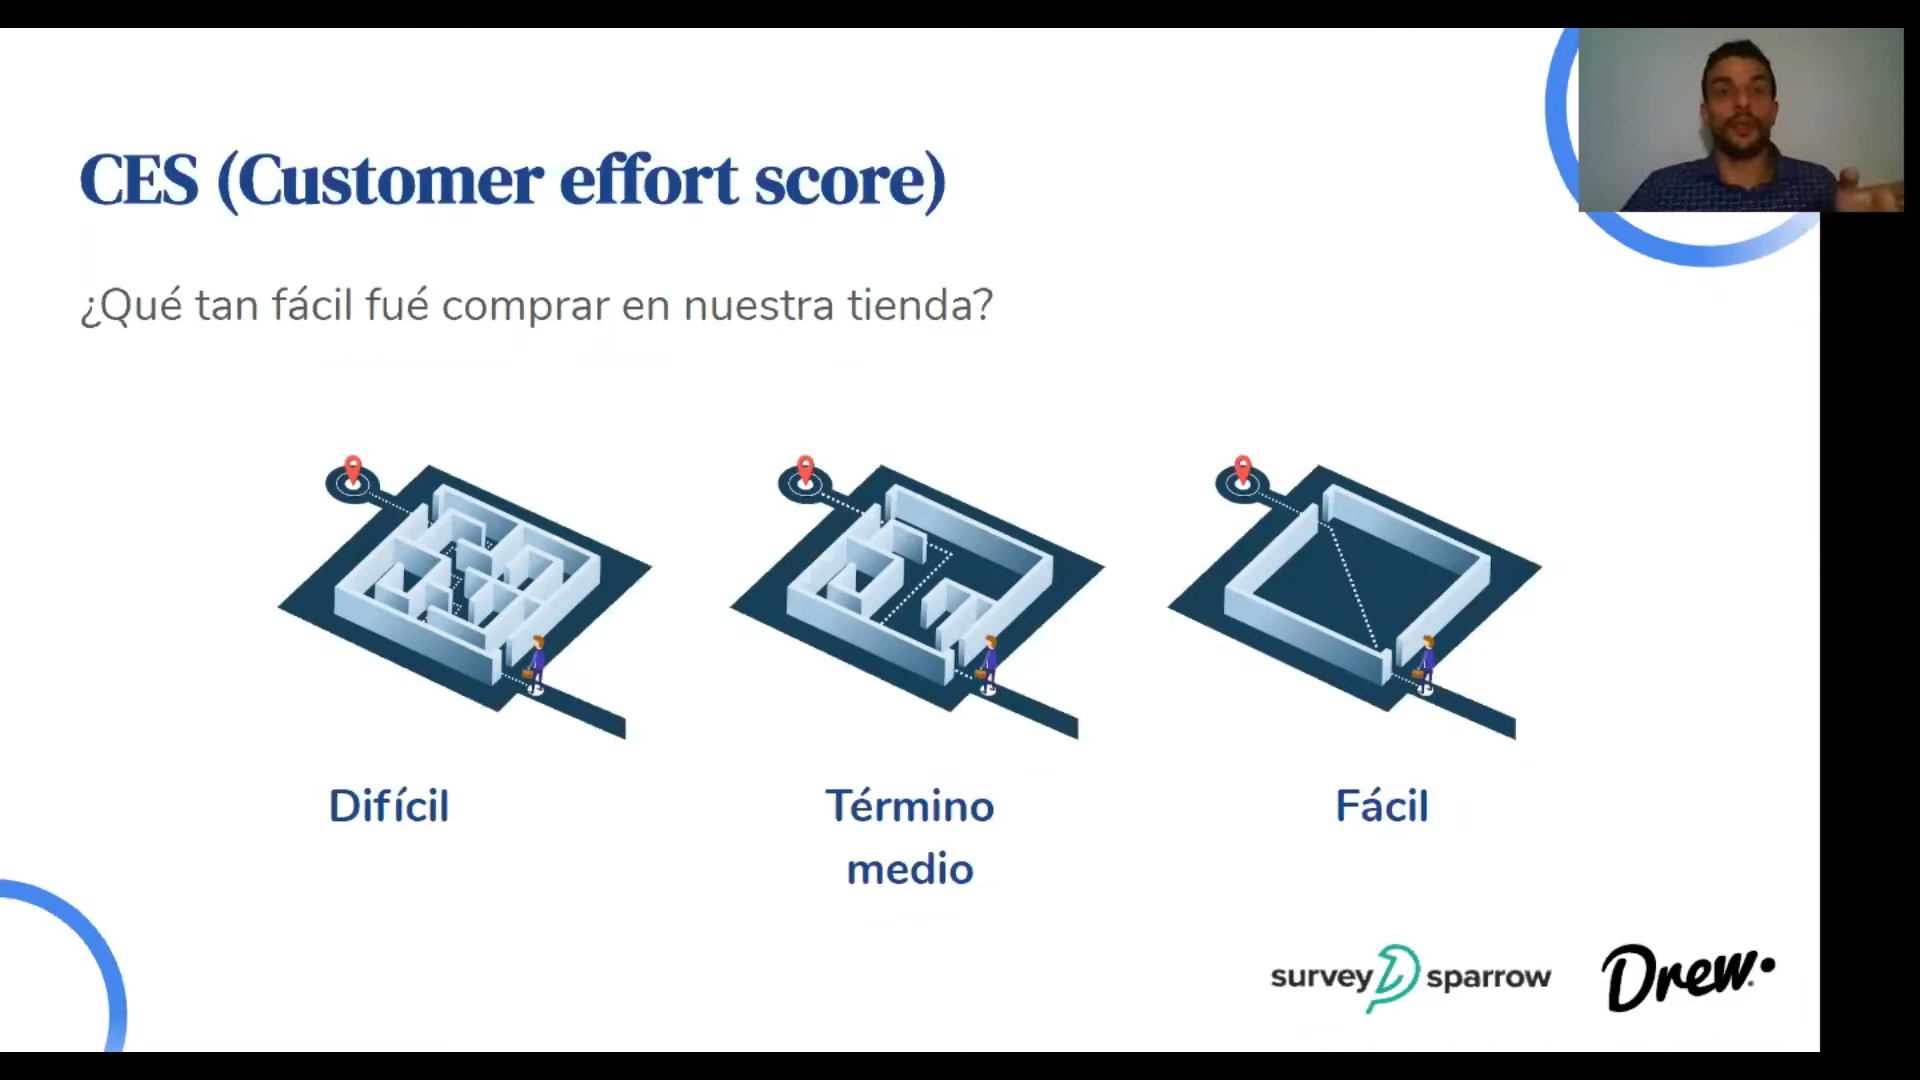 CES (Customer effort score)
¿Qué tan fácil fué comprar en nuestra tienda?
Difícil
Término
medio
Fácil
survey sparrow
Drew.